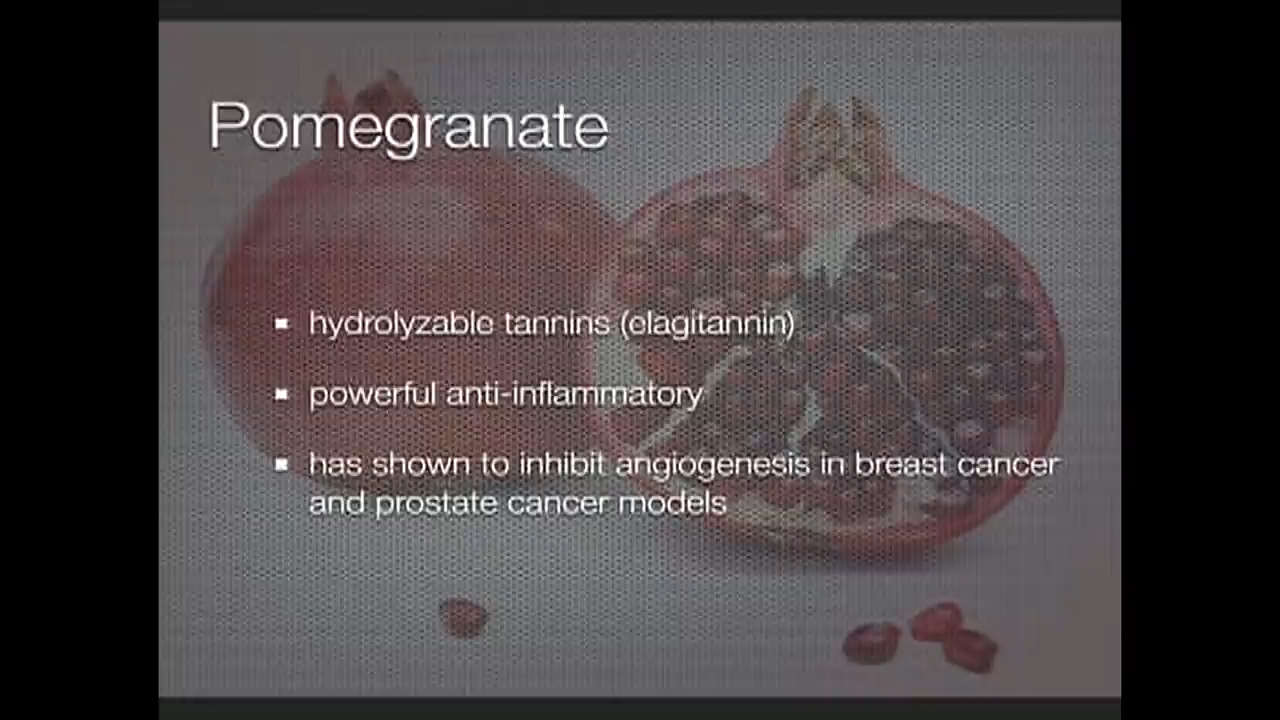 Pomegranate
▪ hydrolyzable tannins (elagitannin)
▪ powerful anti-inflammatory
▪ has shown to inhibit angiogenesis in breast cancer
and prostate cancer models